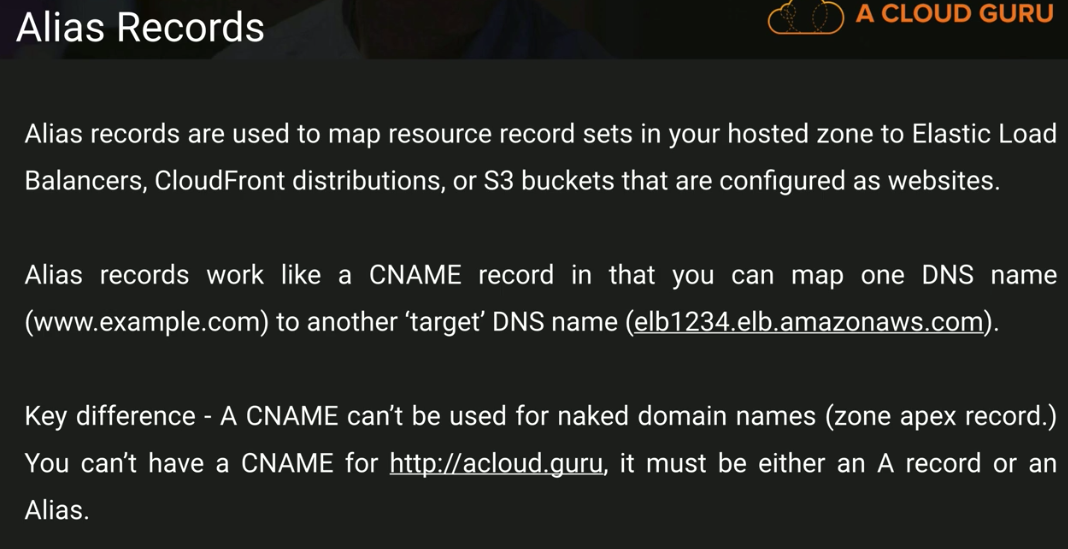 Alias Records
A CLOUD GURU
Alias records are used to map resource record sets in your hosted zone to Elastic Load
Balancers, CloudFront distributions, or S3 buckets that are configured as websites.
Alias records work like a CNAME record in that you can map one DNS name
(www.example.com) to another ‘target’ DNS name (elb1234.elb.amazonaws.com).
Key difference - A CNAME can’t be used for naked domain names (zone apex record.)
You can’t have a CNAME for http://acloud.guru, it must be either an A record or an
Alias.